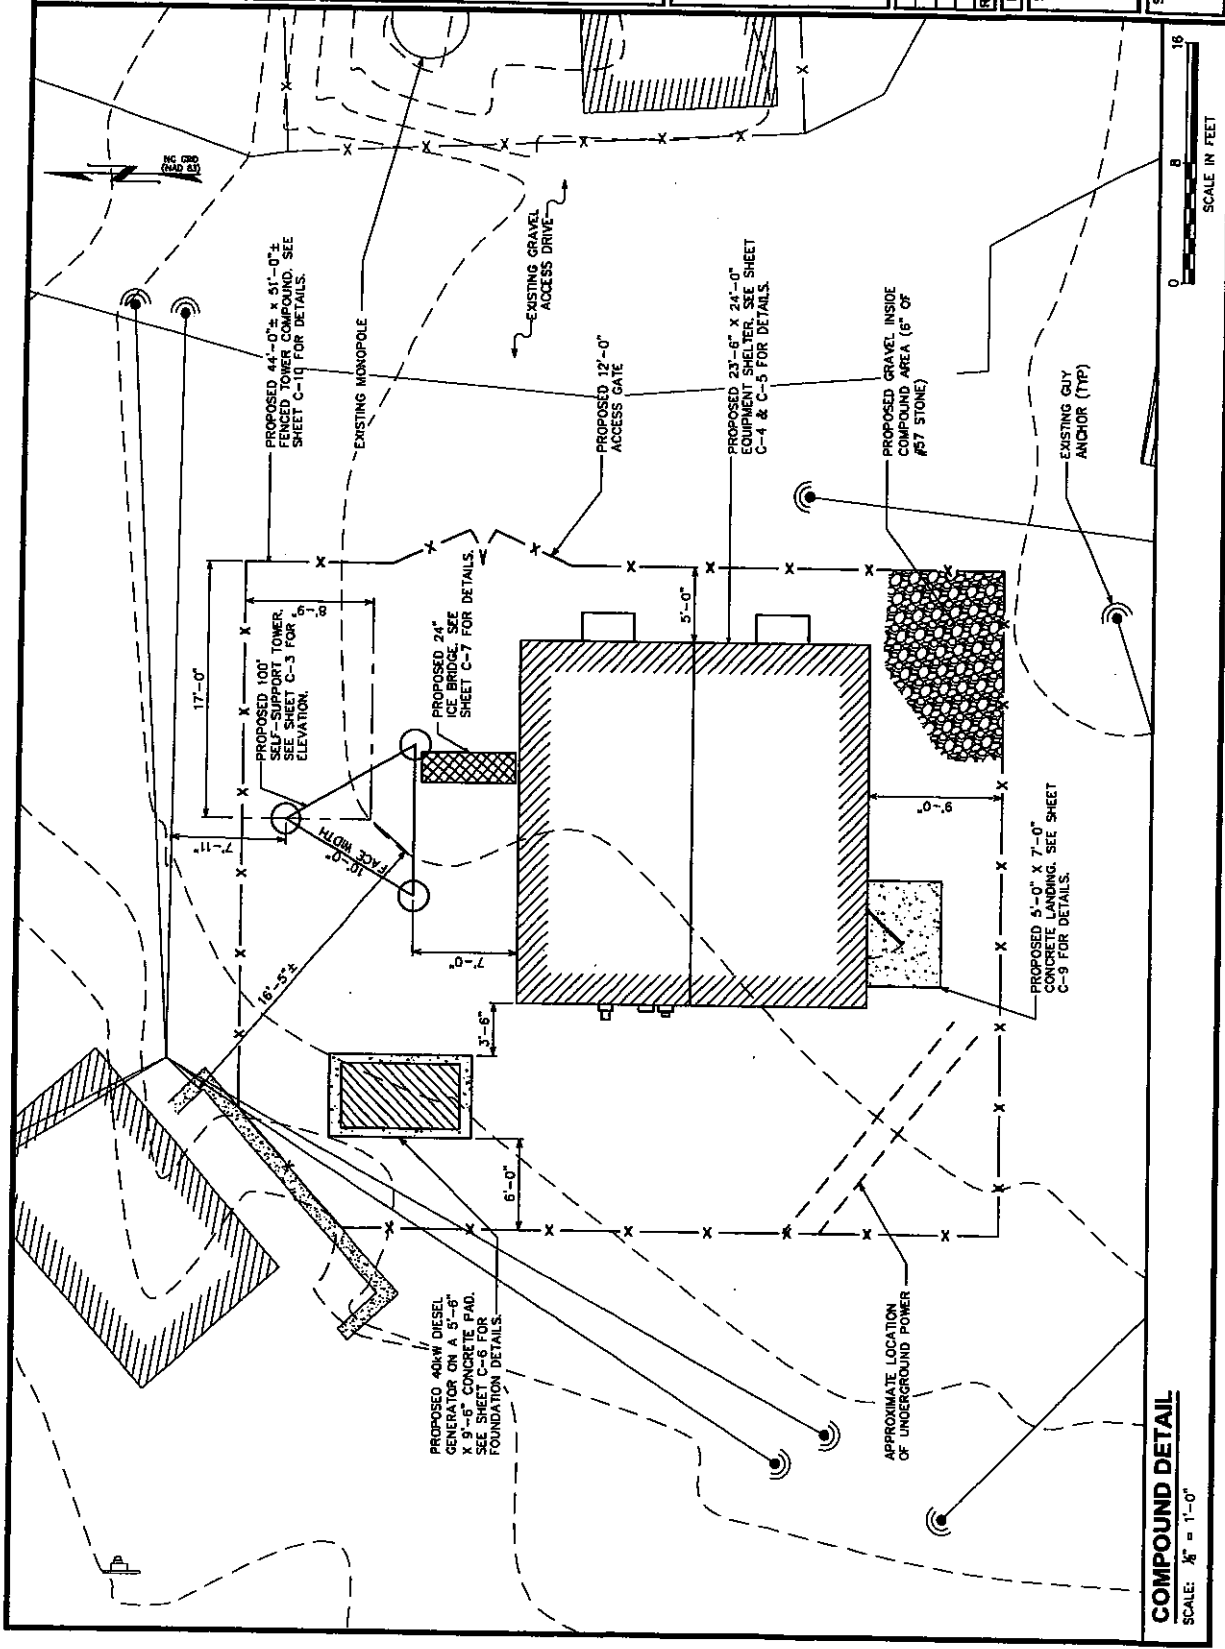 NC GRID
(NAD 83)
PROPOSED 44'-0"± x 51'-0"±
FENCED TOWER COMPOUND. SEE
SHEET C-10 FOR DETAILS.
EXISTING MONOPOLE
EXISTING GRAVEL
ACCESS DRIVE
PROPOSED 12'-0"
ACCESS GATE
PROPOSED 23'-6" X 24'-0"
EQUIPMENT SHELTER. SEE SHEET
C-4 & C-5 FOR DETAILS.
PROPOSED GRAVEL INSIDE
COMPOUND AREA (6" OF
#57 STONE)
EXISTING GUY
ANCHOR (TYP)
17'-0"
8'-9"
PROPOSED 100'
SELF-SUPPORT TOWER.
SEE SHEET C-3 FOR
ELEVATION.
PROPOSED 24"
ICE BRIDGE. SEE
SHEET C-7 FOR DETAILS.
5'-0"
7'-11"
10'-0"
FACE WIDTH
16'-5"±
7'-0"
3'-6"
9'-0"
PROPOSED 5'-0" X 7'-0"
CONCRETE LANDING. SEE SHEET
C-9 FOR DETAILS.
6'-0"
PROPOSED 40kW DIESEL
GENERATOR ON A 5'-6"
X 9'-6" CONCRETE PAD.
SEE SHEET C-6 FOR
FOUNDATION DETAILS.
APPROXIMATE LOCATION
OF UNDERGROUND POWER
COMPOUND DETAIL
SCALE: ⅛" = 1'-0"
0 8 16
SCALE IN FEET